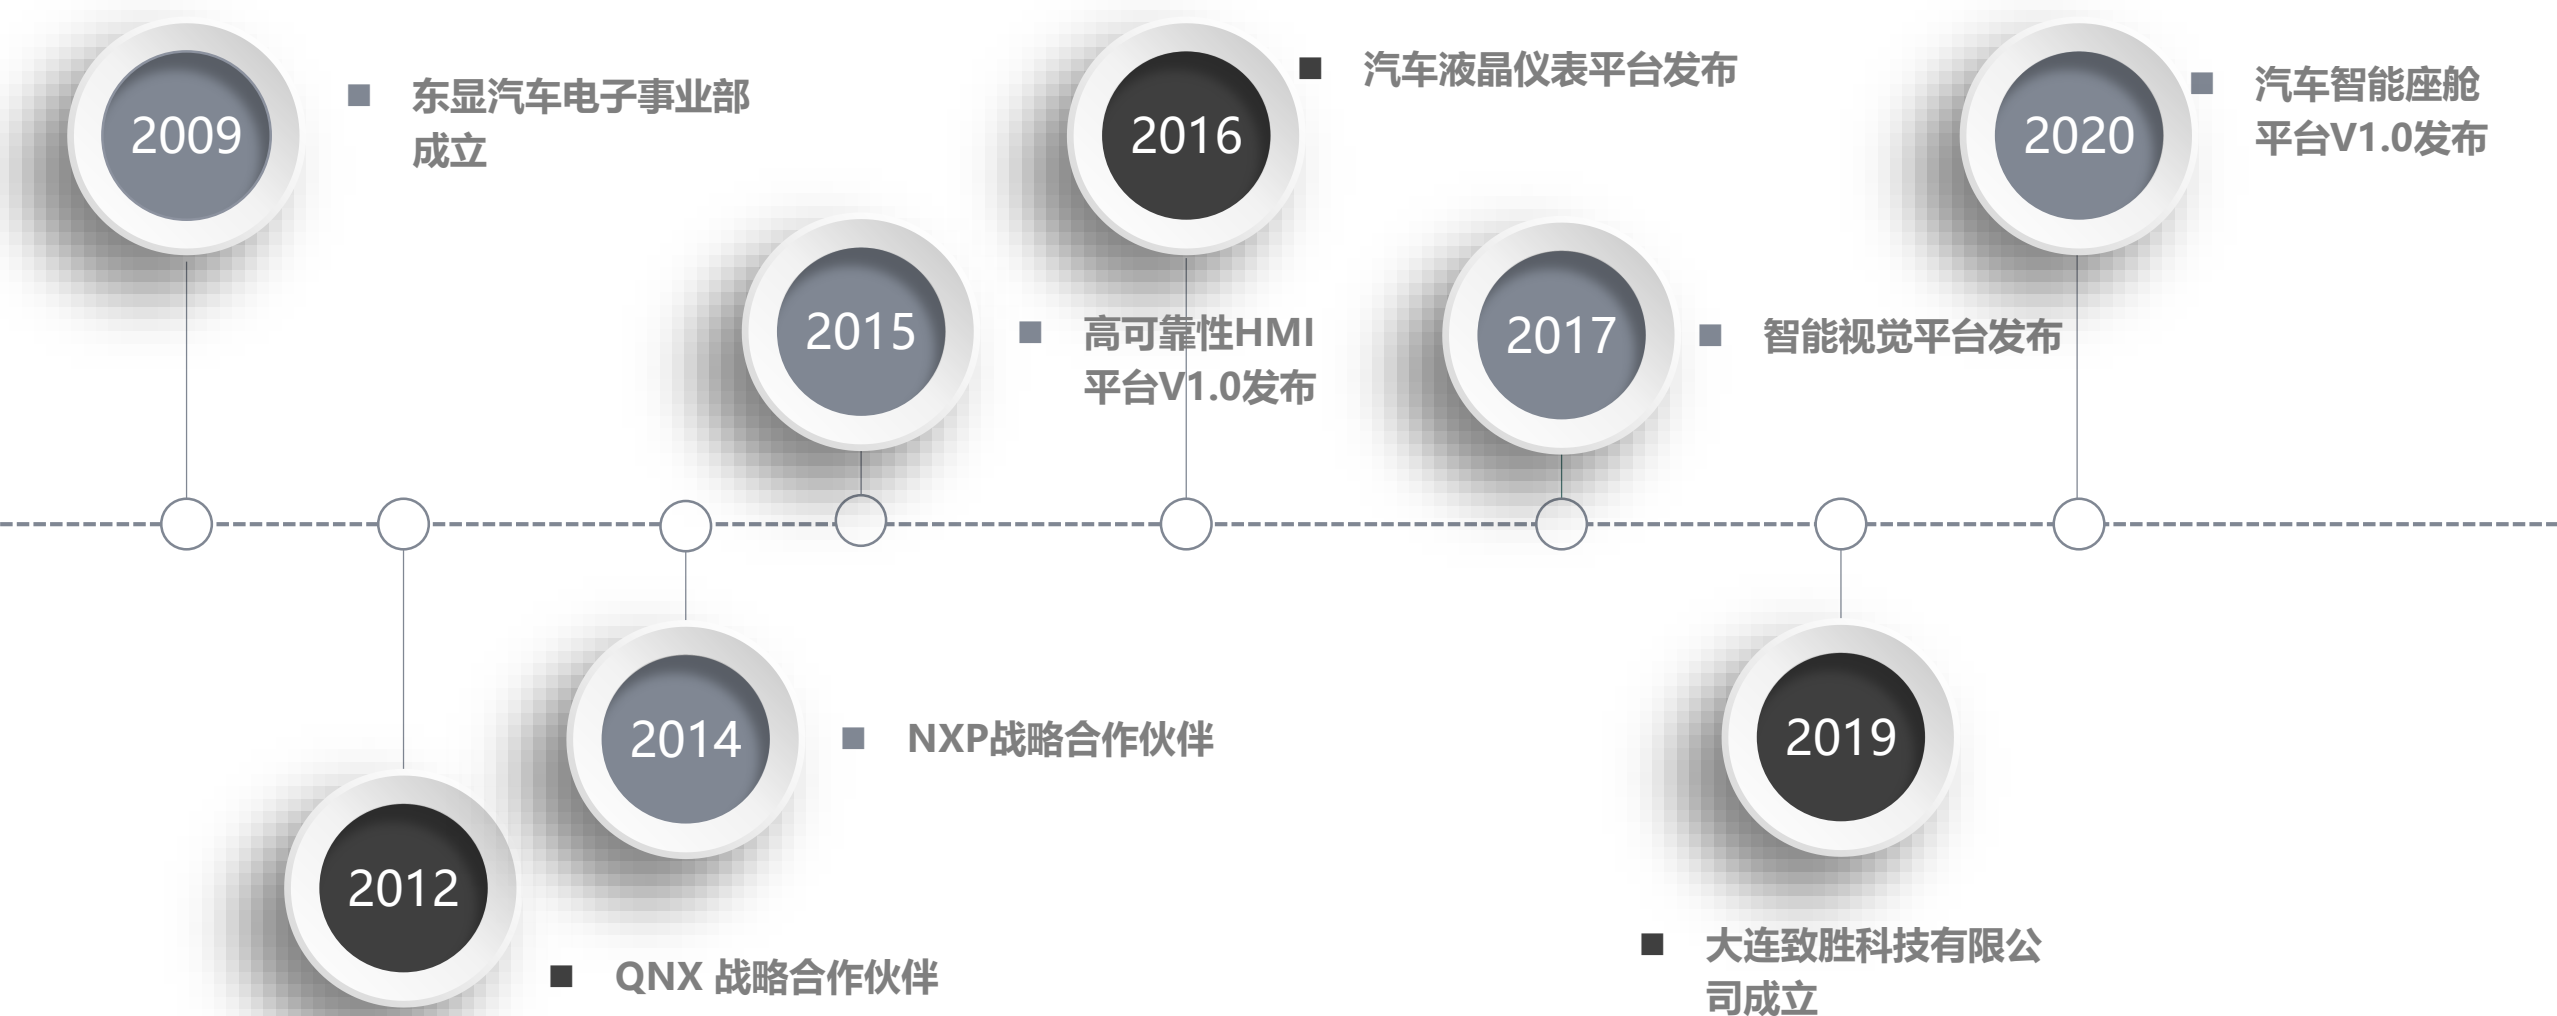 2009
东显汽车电子事业部
成立
2012
QNX 战略合作伙伴
2014
NXP战略合作伙伴
2015
高可靠性HMI
平台V1.0发布
2016
汽车液晶仪表平台发布
2017
智能视觉平台发布
2019
大连致胜科技有限公
司成立
2020
汽车智能座舱
平台V1.0发布